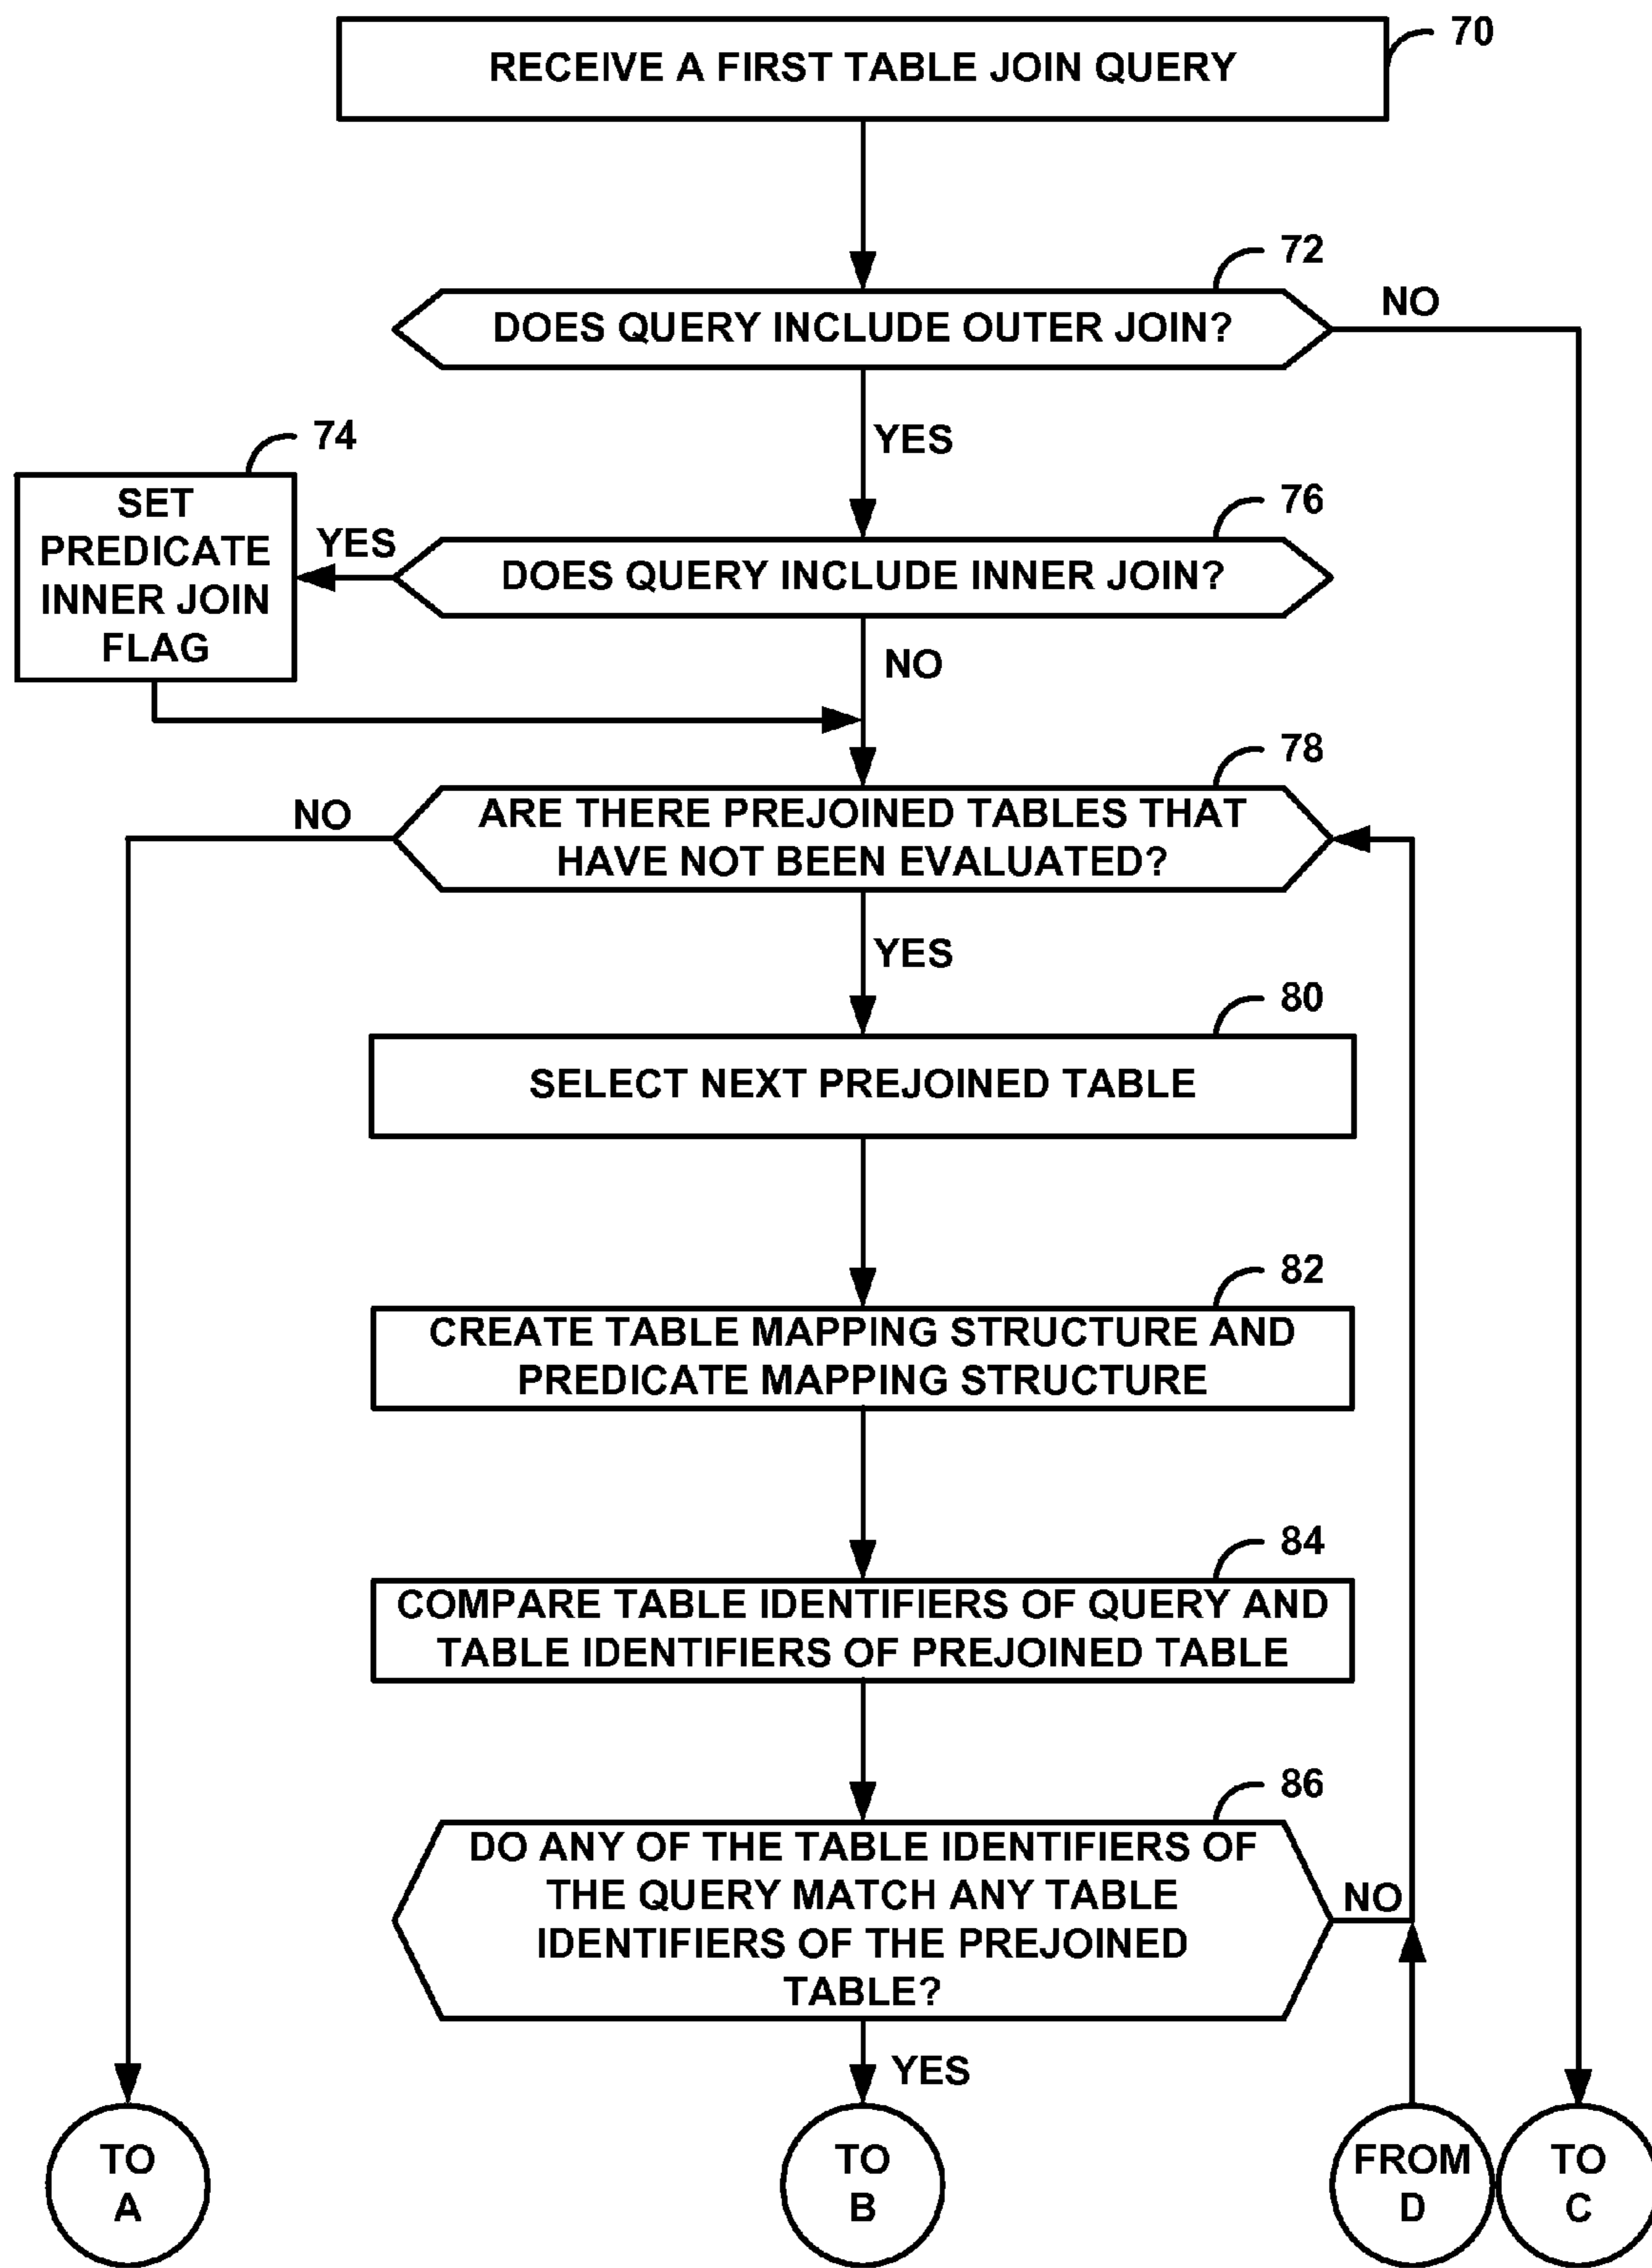 RECEIVE A FIRST TABLE JOIN QUERY
70
72
DOES QUERY INCLUDE OUTER JOIN?
NO
YES
74
SET
PREDICATE
INNER JOIN
FLAG
YES
76
DOES QUERY INCLUDE INNER JOIN?
NO
78
NO
ARE THERE PREJOINED TABLES THAT
HAVE NOT BEEN EVALUATED?
YES
80
SELECT NEXT PREJOINED TABLE
82
CREATE TABLE MAPPING STRUCTURE AND
PREDICATE MAPPING STRUCTURE
84
COMPARE TABLE IDENTIFIERS OF QUERY AND
TABLE IDENTIFIERS OF PREJOINED TABLE
86
DO ANY OF THE TABLE IDENTIFIERS OF
THE QUERY MATCH ANY TABLE
IDENTIFIERS OF THE PREJOINED
TABLE?
NO
YES
TO
A
TO
B
FROM
D
TO
C